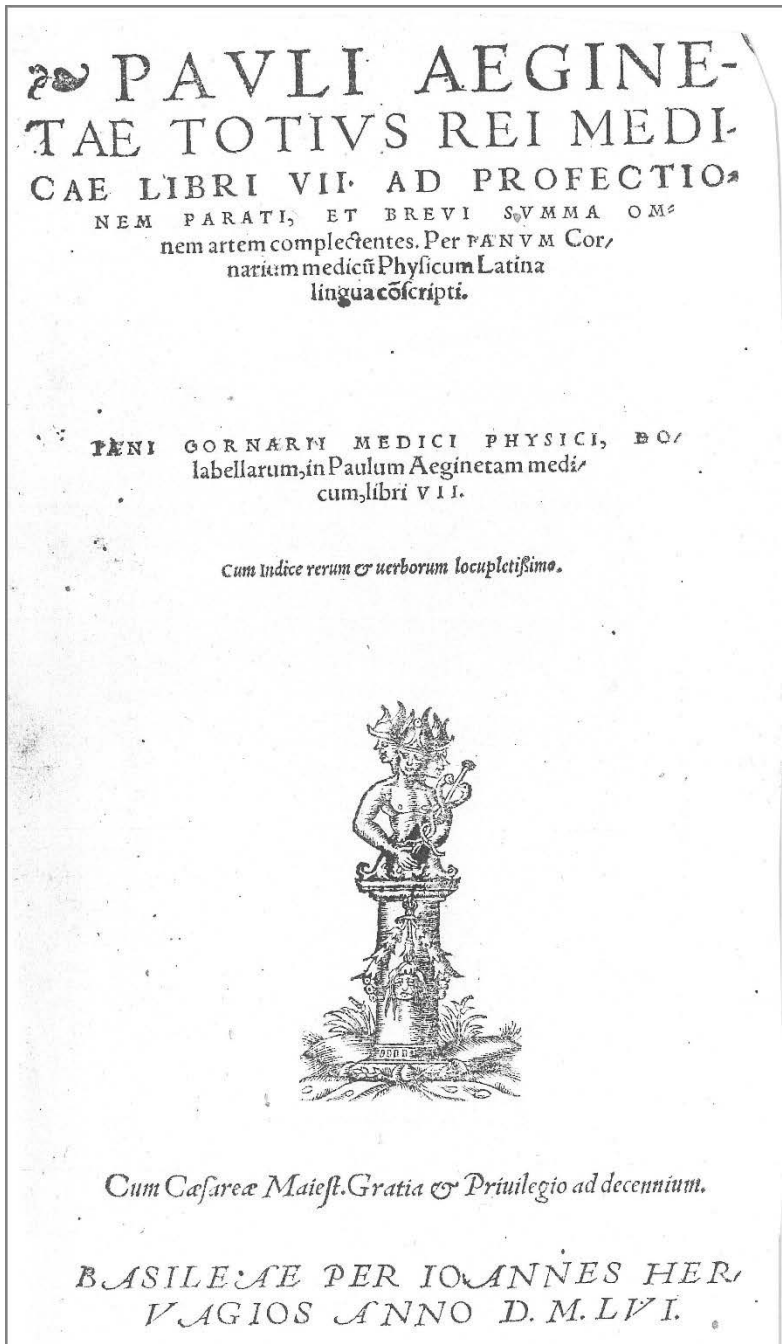 PAVLI AEGINE-
TAE TOTIVS REI MEDI-
CAE LIBRI VII. AD PROFECTIO-
NEM PARATI, ET BREVI SVMMA OM-
nem artem complectentes. Per IANVM Cor-
narium medicū Physicum Latina
lingua cōscripti.
IANI CORNARII MEDICI PHYSICI, DO-
labellarum, in Paulum Aeginetam medi-
cum, libri VII.
Cum Indice rerum & uerborum locupletißimo.
Cum Cæsareæ Maiest. Gratia & Priuilegio ad decennium.
BASILEAE PER IOANNES HER-
VAGIOS ANNO D. M. LVI.